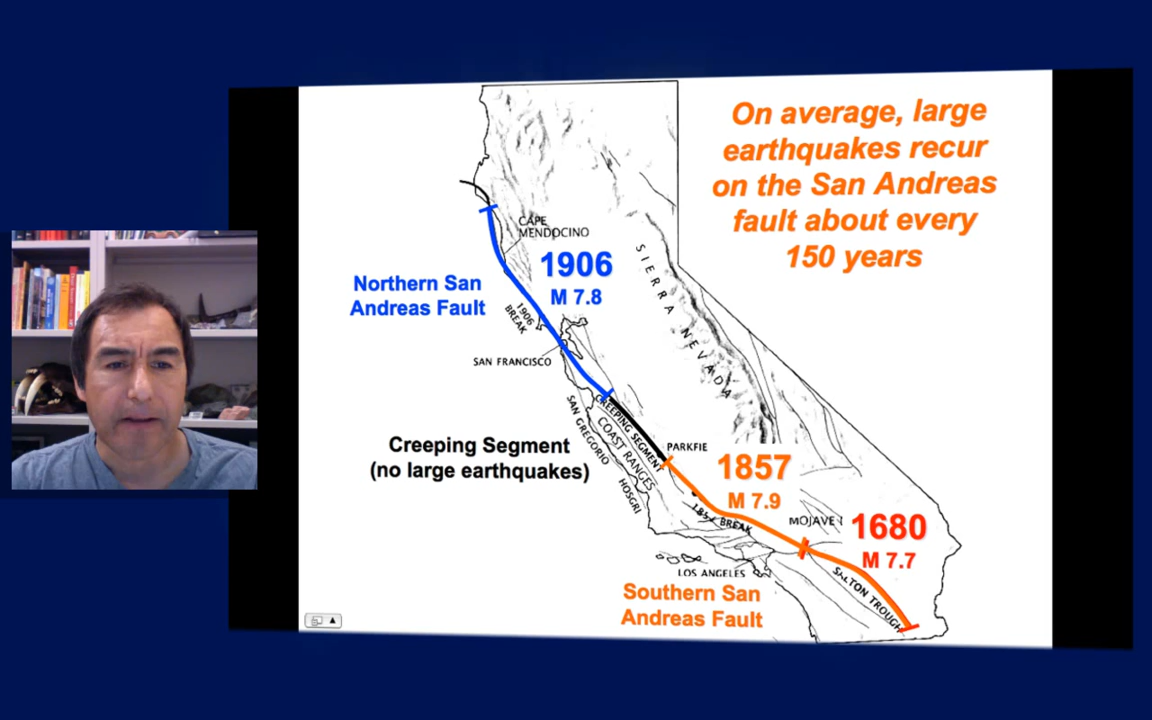 On average, large
earthquakes recur
on the San Andreas
fault about every
150 years
CAPE
MENDOCINO
1906
M 7.8
Northern San
Andreas Fault
1906
BREAK
SAN FRANCISCO
SIERRA NEVADA
CREEPING SEGMENT
COAST RANGES
SAN GREGORIO
HOSGRI
Creeping Segment
(no large earthquakes)
PARKFIE
1857
M 7.9
1857 BREAK
MOJAVE
1680
M 7.7
LOS ANGELES
SALTON TROUGH
Southern San
Andreas Fault